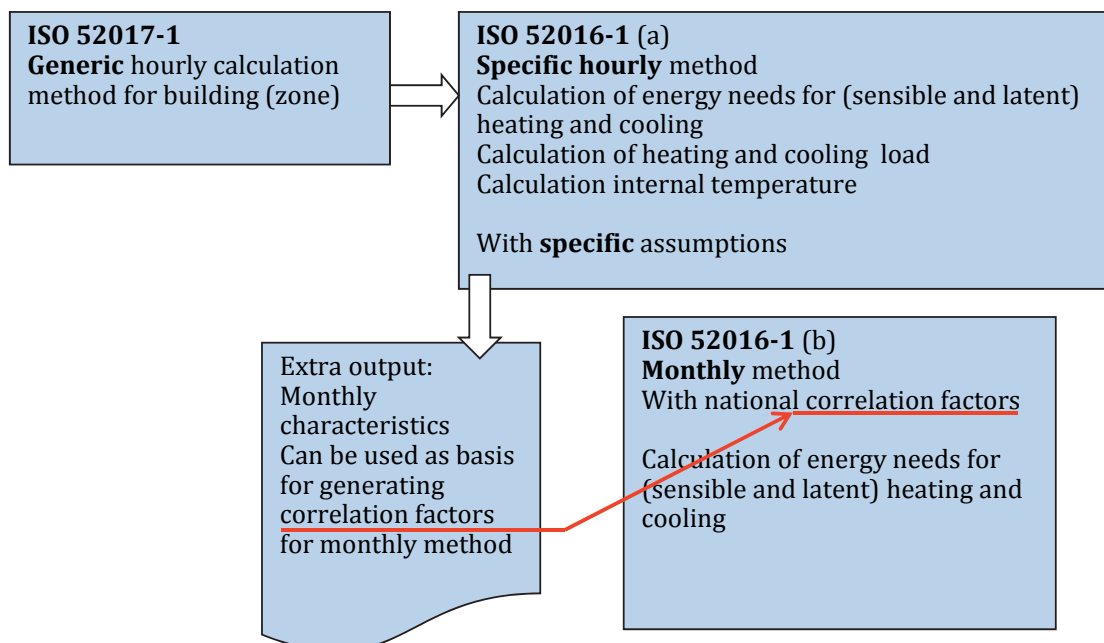 ISO 52017-1
Generic hourly calculation
method for building (zone)
ISO 52016-1 (a)
Specific hourly method
Calculation of energy needs for (sensible and latent)
heating and cooling
Calculation of heating and cooling load
Calculation internal temperature
With specific assumptions
Extra output:
Monthly
characteristics
Can be used as basis
for generating
correlation factors
for monthly method
ISO 52016-1 (b)
Monthly method
With national correlation factors
Calculation of energy needs for
(sensible and latent) heating and
cooling